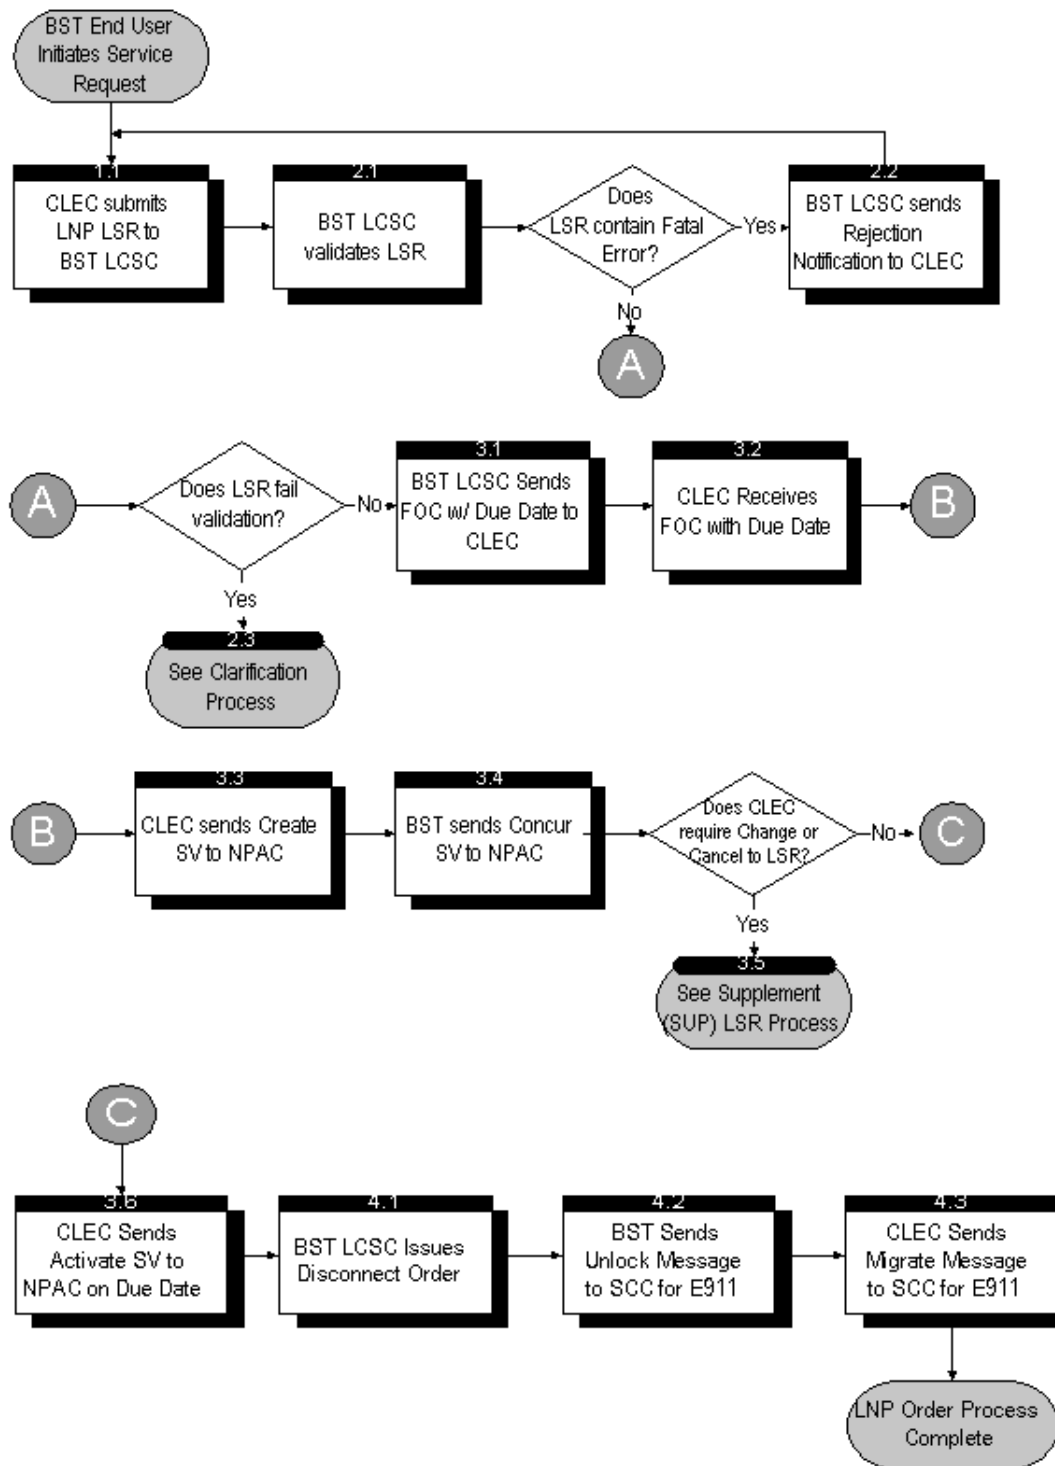 BST End User
Initiates Service
Request
1.1
CLEC submits
LNP LSR to
BST LCSC
2.1
BST LCSC
validates LSR
Does
LSR contain Fatal
Error?
Yes
2.2
BST LCSC sends
Rejection
Notification to CLEC
No
A
A
Does LSR fail
validation?
No
3.1
BST LCSC Sends
FOC w/ Due Date to
CLEC
3.2
CLEC Receives
FOC with Due Date
B
Yes
2.3
See Clarification
Process
B
3.3
CLEC sends Create
SV to NPAC
3.4
BST sends Concur
SV to NPAC
Does CLEC
require Change or
Cancel to LSR?
No
C
Yes
3.5
See Supplement
(SUP) LSR Process
C
3.6
CLEC Sends
Activate SV to
NPAC on Due Date
4.1
BST LCSC Issues
Disconnect Order
4.2
BST Sends
Unlock Message
to SCC for E911
4.3
CLEC Sends
Migrate Message
to SCC for E911
LNP Order Process
Complete